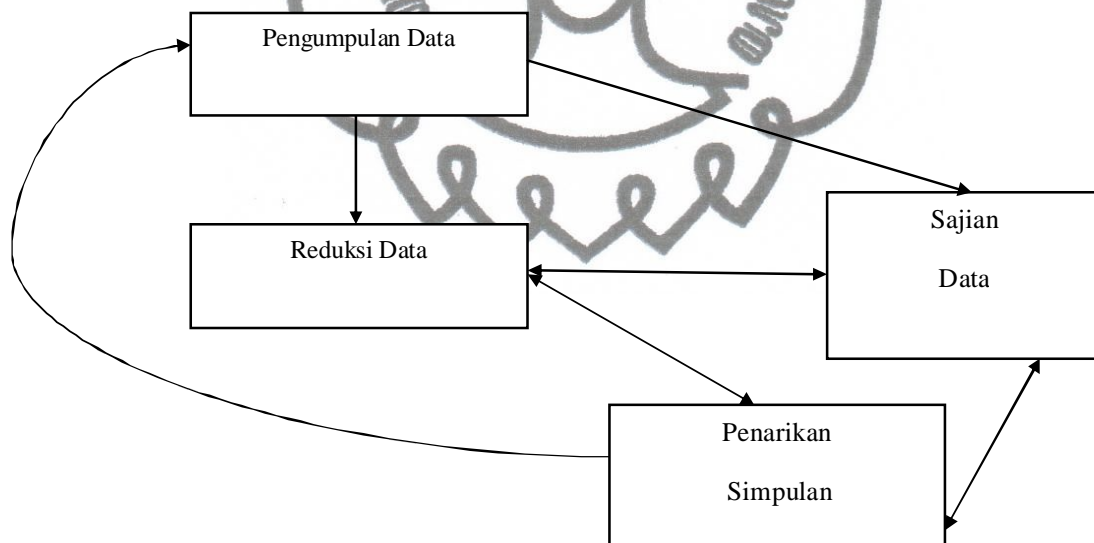 Pengumpulan Data
Reduksi Data
Sajian
Data
Penarikan
Simpulan